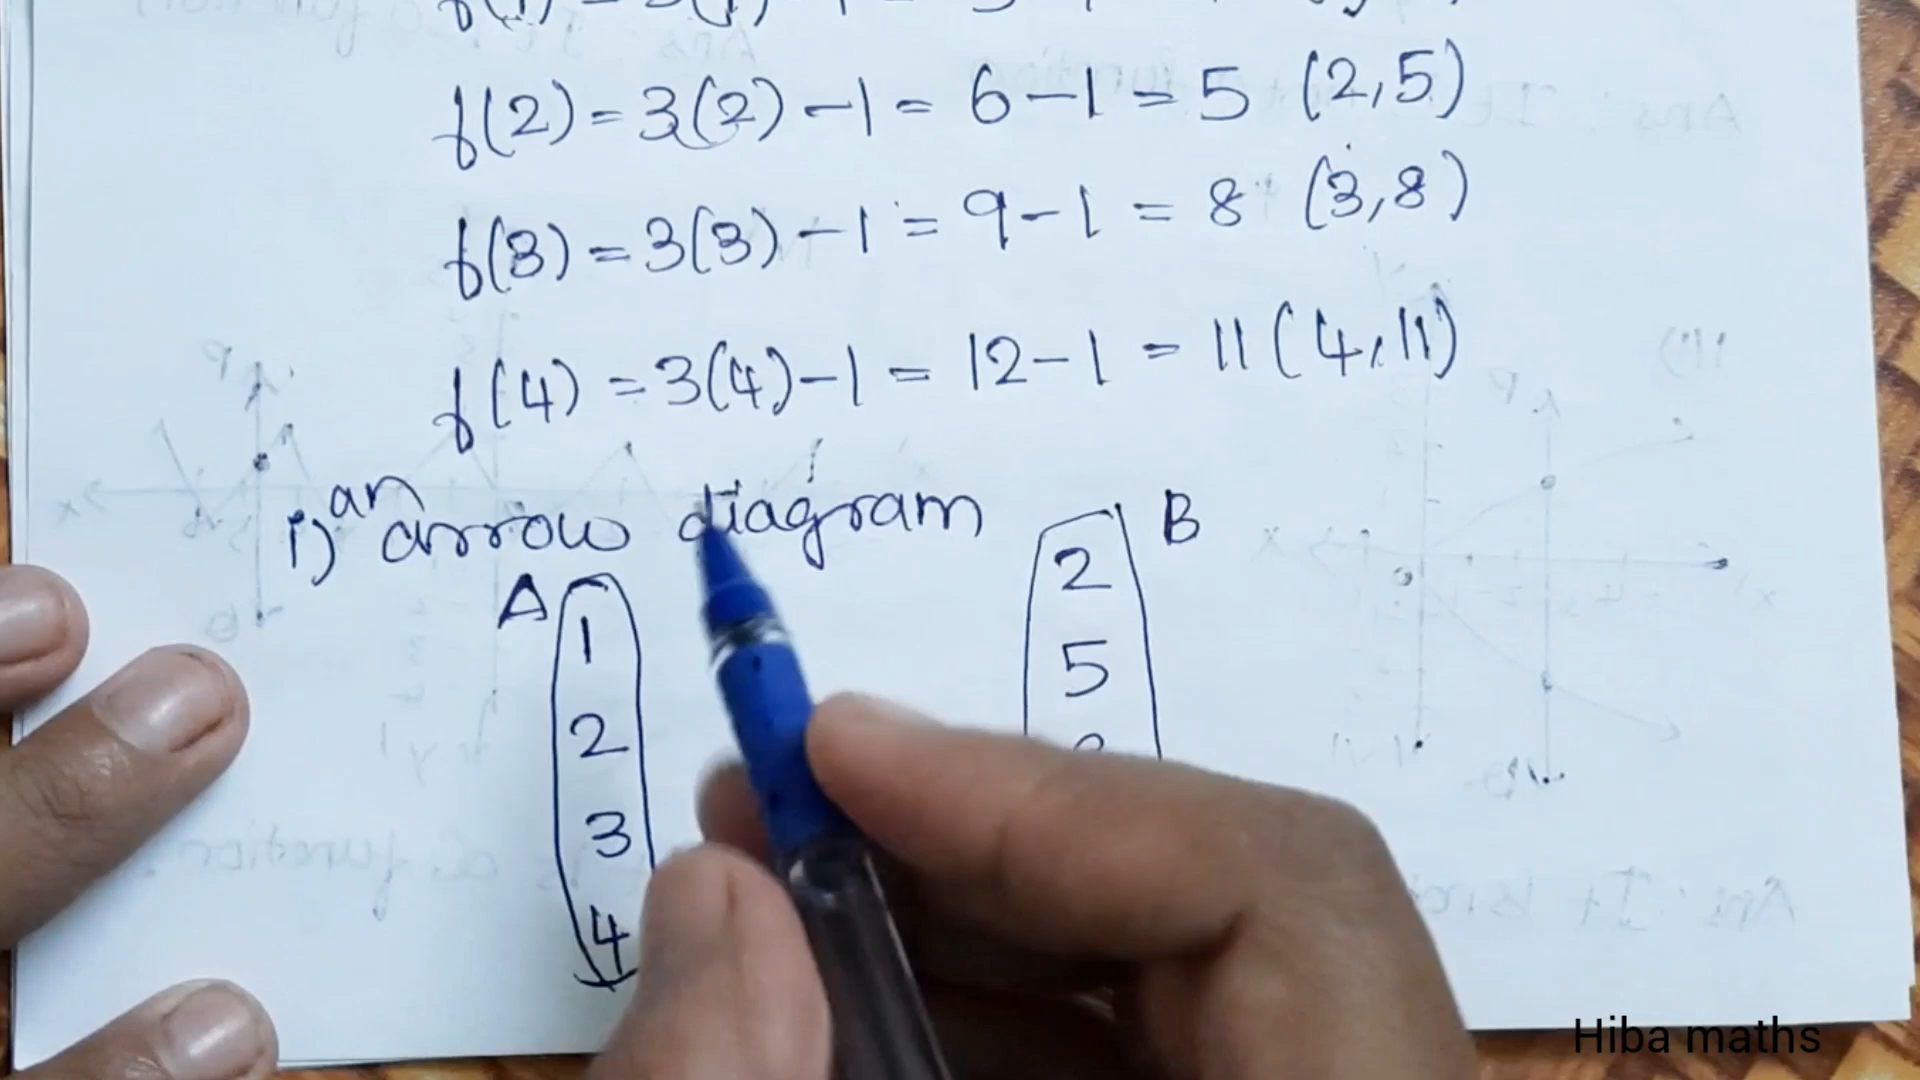 f(2) = 3(2) - 1 = 6 - 1 = 5 (2,5)
f(3) = 3(3) - 1 = 9 - 1 = 8 (3,8)
f(4) = 3(4) - 1 = 12 - 1 = 11 (4,11)
i) an arrow diagram
A
1
2
3
4
B
2
5
Hiba maths